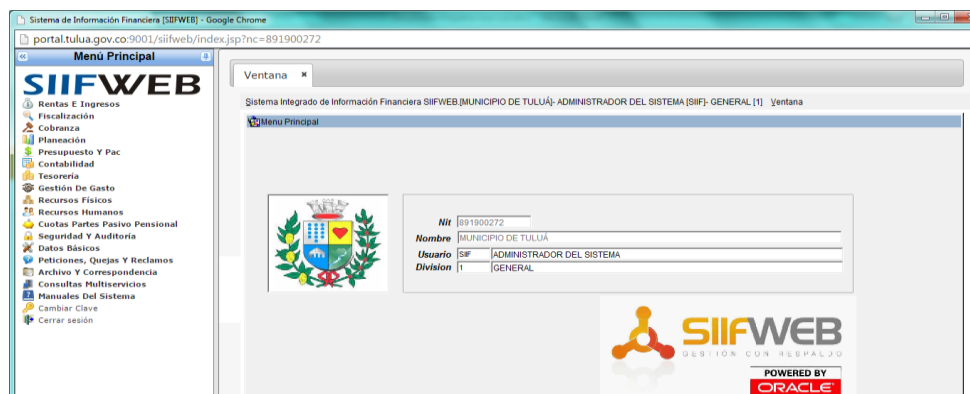 Sistema de Información Financiera [SIIFWEB] - Google Chrome
portal.tulua.gov.co:9001/siifweb/index.jsp?nc=891900272
Menú Principal
SIIFWEB
Rentas E Ingresos
Fiscalización
Cobranza
Planeación
Presupuesto Y Pac
Contabilidad
Tesorería
Gestión De Gasto
Recursos Físicos
Recursos Humanos
Cuotas Partes Pasivo Pensional
Seguridad Y Auditoria
Datos Básicos
Peticiones, Quejas Y Reclamos
Archivo Y Correspondencia
Consultas Multiservicios
Manuales Del Sistema
Cambiar Clave
Cerrar sesión
Ventana
Sistema Integrado de Información Financiera SIIFWEB.[MUNICIPIO DE TULUÁ]- ADMINISTRADOR DEL SISTEMA [SIIF]- GENERAL [1] Ventana
Menu Principal
Nit 891900272
Nombre MUNICIPIO DE TULUÁ
Usuario SIIF ADMINISTRADOR DEL SISTEMA
Division 1 GENERAL
SIIFWEB
GESTIÓN CON RESPALDO
POWERED BY
ORACLE